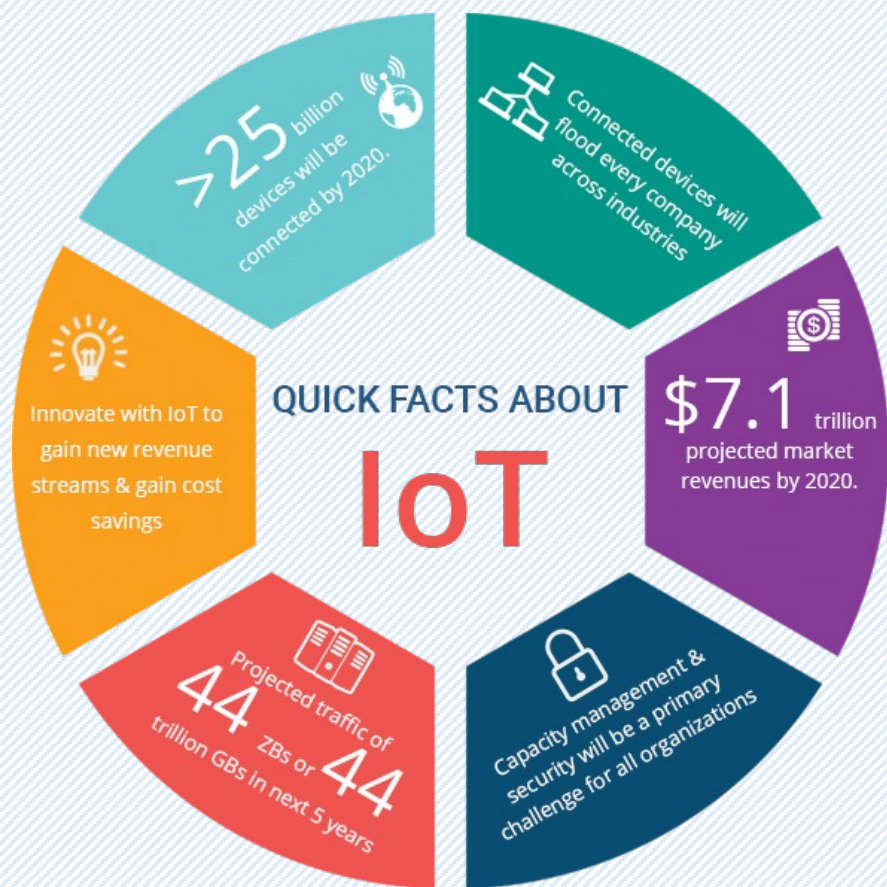 QUICK FACTS ABOUT
IoT
>25 billion
devices will be
connected by 2020.
Connected devices will
flood every company
across industries
$7.1 trillion
projected market
revenues by 2020.
Capacity management &
security will be a primary
challenge for all organizations
Projected traffic of
44 ZBs or 44
trillion GBs in next 5 years
Innovate with IoT to
gain new revenue
streams & gain cost
savings